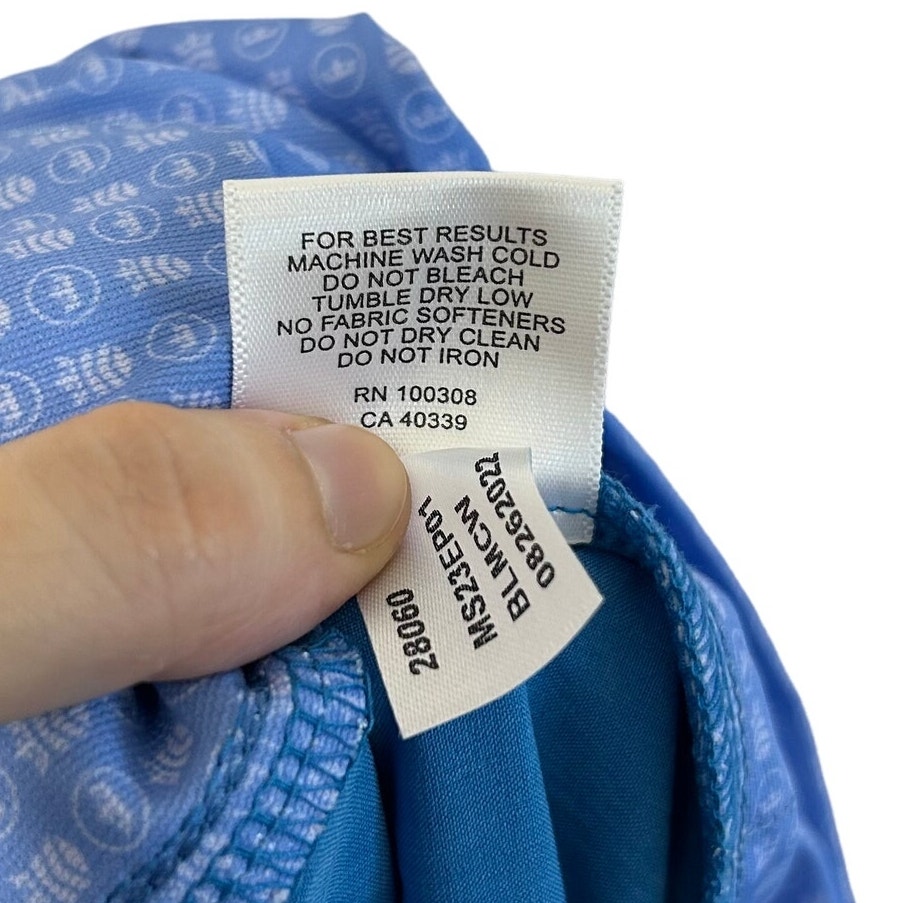 FOR BEST RESULTS
MACHINE WASH COLD
DO NOT BLEACH
TUMBLE DRY LOW
NO FABRIC SOFTENERS
DO NOT DRY CLEAN
DO NOT IRON
RN 100308
CA 40339
28060
MS23EP01
BLMCW
08262022